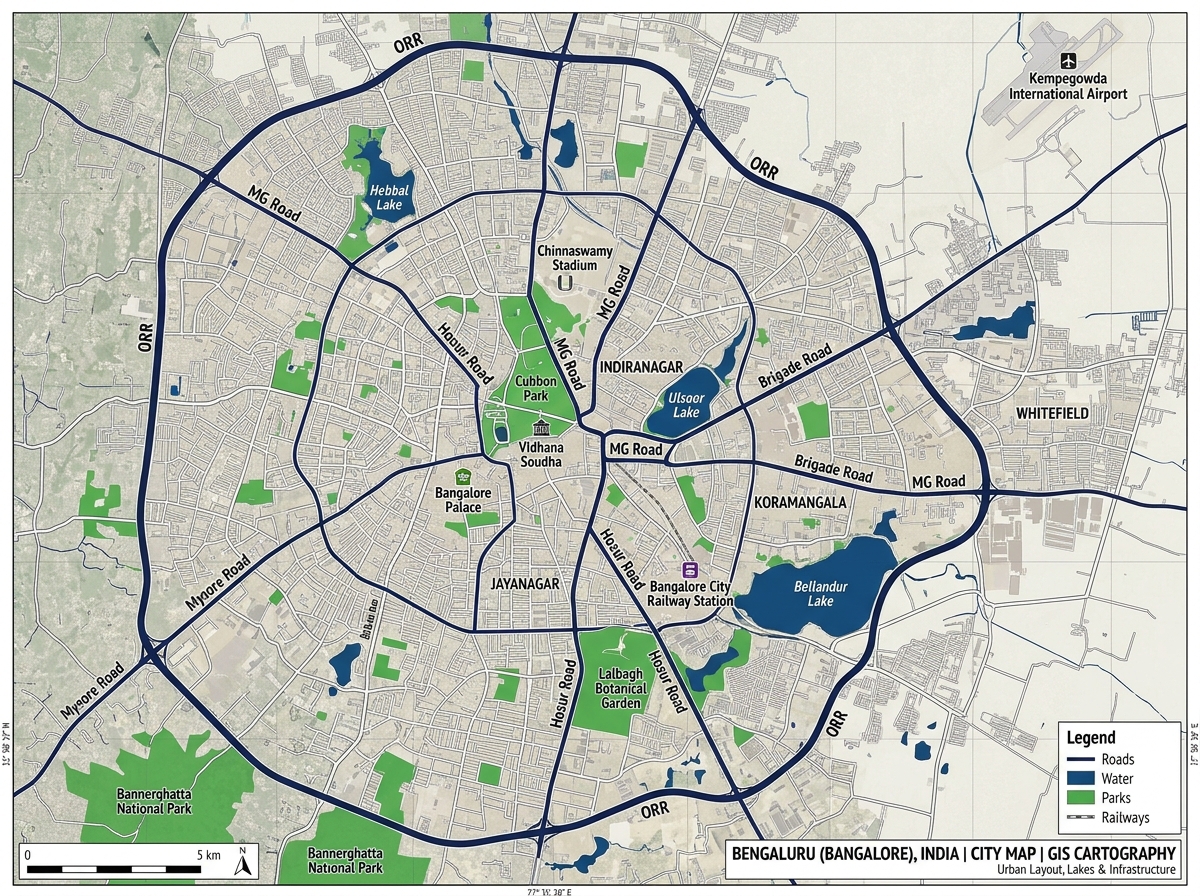 ORR
Kempegowda
International Airport
ORR
Hebbal
Lake
MG Road
Chinnaswamy
Stadium
MG Road
ORR
MG Road
INDIRANAGAR
Brigade Road
Cubbon
Park
Ulsoor
Lake
WHITEFIELD
Vidhana
Soudha
MG Road
Brigade Road
MG Road
Bangalore
Palace
KORAMANGALA
Myoore Road
Hosur Road
JAYANAGAR
Bangalore City
Railway Station
Bellandur
Lake
Lalbagh
Botanical
Garden
Hosur Road
Hosur Road
Myaore Road
ORR
Legend
Roads
Water
Parks
Railways
Bannerghatta
National Park
ORR
Bannerghatta
National Park
0
5 km
N
BENGALURU (BANGALORE), INDIA | CITY MAP | GIS CARTOGRAPHY
Urban Layout, Lakes & Infrastructure